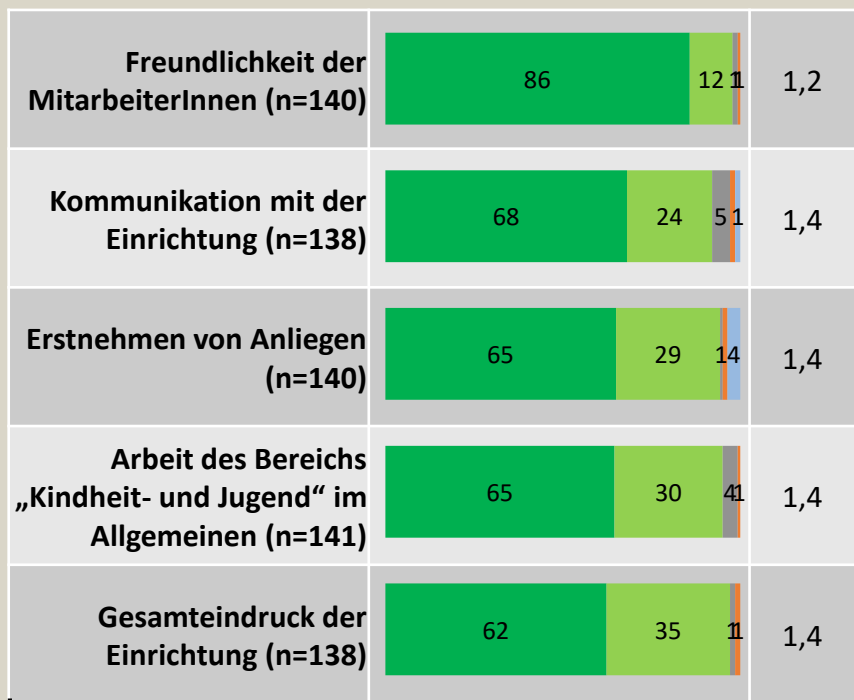 Freundlichkeit der
MitarbeiterInnen (n=140)
86 12 1 1
1,2
Kommunikation mit der
Einrichtung (n=138)
68 24 5 1
1,4
Erstnehmen von Anliegen
(n=140)
65 29 1 4
1,4
Arbeit des Bereichs
„Kindheit- und Jugend“ im
Allgemeinen (n=141)
65 30 4 1
1,4
Gesamteindruck der
Einrichtung (n=138)
62 35 1 1
1,4